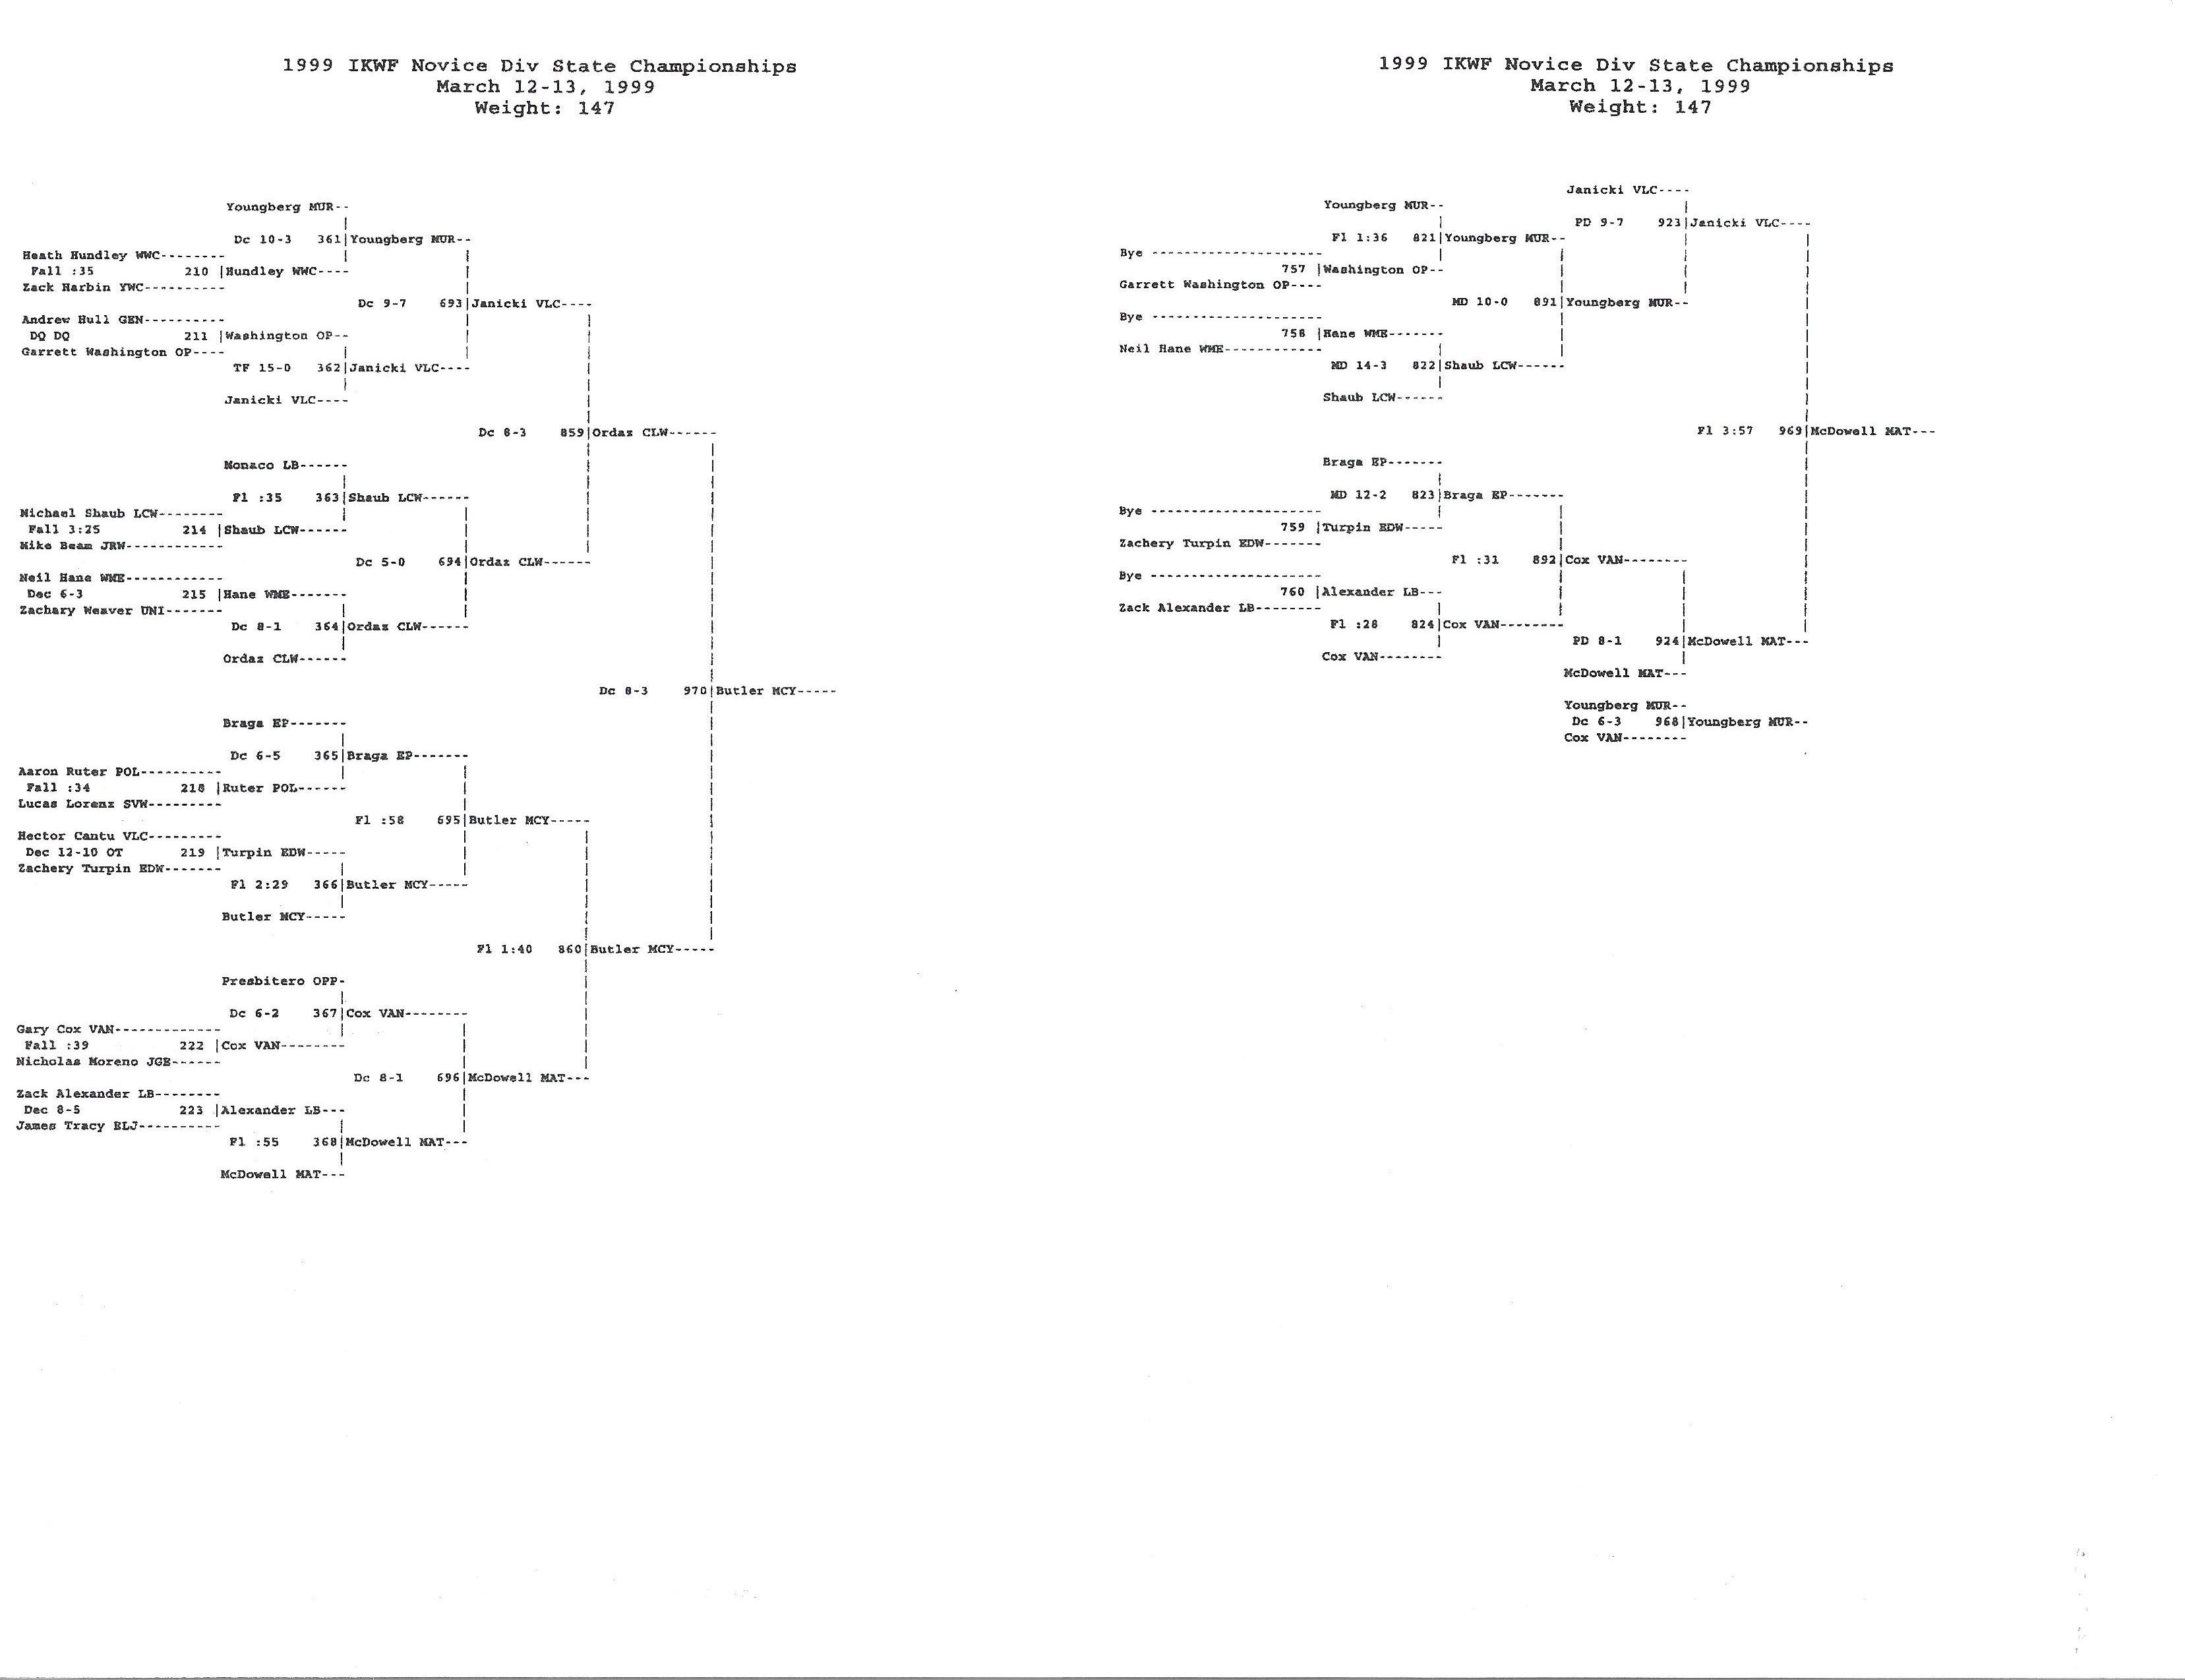 1999 IKWF Novice Div State Championships
March 12-13, 1999
Weight: 147
Youngberg MUR--
Dc 10-3 361|Youngberg MUR--
Heath Hundley WWC--------
Fall :35 210 |Hundley WWC----
Zack Harbin YWC----------
Dc 9-7 693|Janicki VLC----
Andrew Hull GEN----------
DQ DQ 211 |Washington OP--
Garrett Washington OP----
TF 15-0 362|Janicki VLC----
Janicki VLC----
Dc 8-3 859|Ordaz CLW------
Monaco LB------
Fl :35 363|Shaub LCW------
Michael Shaub LCW--------
Fall 3:25 214 |Shaub LCW------
Mike Beam JRW------------
Dc 5-0 694|Ordaz CLW------
Neil Hane WME------------
Dec 6-3 215 |Hane WME-------
Zachary Weaver UNI-------
Dc 8-1 364|Ordaz CLW------
Ordaz CLW------
Dc 8-3 970|Butler MCY-----
Braga EP-------
Dc 6-5 365|Braga EP-------
Aaron Ruter POL----------
Fall :34 218 |Ruter POL------
Lucas Lorenz SVW---------
Fl :58 695|Butler MCY-----
Hector Cantu VLC---------
Dec 12-10 OT 219 |Turpin EDW-----
Zachery Turpin EDW-------
Fl 2:29 366|Butler MCY-----
Butler MCY-----
Fl 1:40 860|Butler MCY-----
Presbitero OPP-
Dc 6-2 367|Cox VAN--------
Gary Cox VAN-------------
Fall :39 222 |Cox VAN--------
Nicholas Moreno JGB------
Dc 8-1 696|McDowell MAT---
Zack Alexander LB--------
Dec 8-5 223 |Alexander LB---
James Tracy ELJ----------
Fl :55 368|McDowell MAT---
McDowell MAT---
1999 IKWF Novice Div State Championships
March 12-13, 1999
Weight: 147
Janicki VLC----
Youngberg MUR--
PD 9-7 923|Janicki VLC----
Fl 1:36 821|Youngberg MUR--
Bye ---------------------
757 |Washington OP--
Garrett Washington OP----
MD 10-0 891|Youngberg MUR--
Bye ---------------------
758 |Hane WME-------
Neil Hane WME------------
MD 14-3 822|Shaub LCW------
Shaub LCW------
Fl 3:57 969|McDowell MAT---
Braga EP-------
MD 12-2 823|Braga EP-------
Bye ---------------------
759 |Turpin EDW-----
Zachery Turpin EDW-------
Fl :31 892|Cox VAN--------
Bye ---------------------
760 |Alexander LB---
Zack Alexander LB--------
Fl :28 824|Cox VAN--------
PD 8-1 924|McDowell MAT---
Cox VAN--------
McDowell MAT---
Youngberg MUR--
Dc 6-3 968|Youngberg MUR--
Cox VAN--------